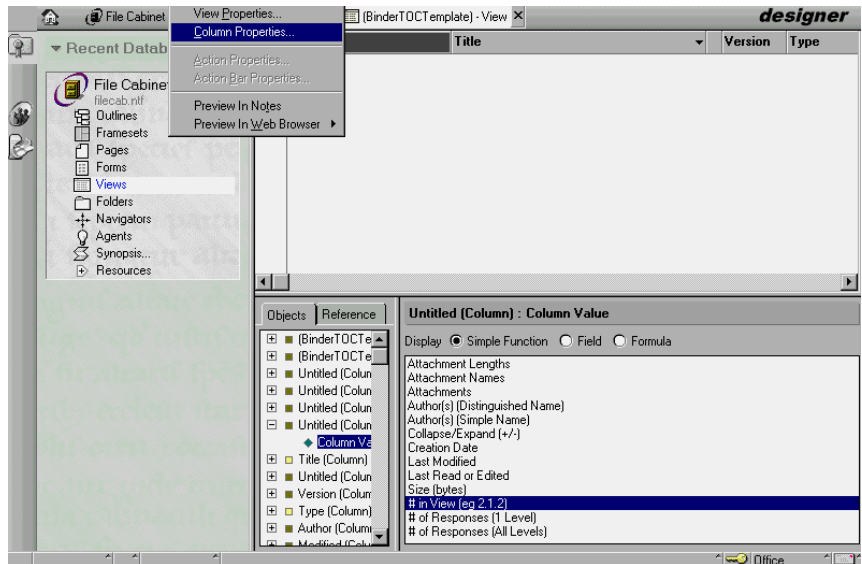 File Cabinet
(BinderTOCTemplate) - View
designer
View Properties...
Column Properties...
Action Properties...
Action Bar Properties...
Preview In Notes
Preview In Web Browser
Title
Version
Type
Recent Datab
File Cabine
filecab.ntf
Outlines
Framesets
Pages
Forms
Views
Folders
Navigators
Agents
Synopsis...
Resources
Objects
Reference
(BinderTOCTe
(BinderTOCTe
Untitled (Colun
Untitled (Colun
Untitled (Colun
Untitled (Colun
Column Va
Title (Column)
Untitled (Colun
Version (Colum
Type (Column)
Author (Colum
Modified (Colu
Untitled (Column) : Column Value
Display Simple Function Field Formula
Attachment Lengths
Attachment Names
Attachments
Author(s) (Distinguished Name)
Author(s) (Simple Name)
Collapse/Expand (+/-)
Creation Date
Last Modified
Last Read or Edited
Size (bytes)
# in View (eg 2.1.2)
# of Responses (1 Level)
# of Responses (All Levels)
Office